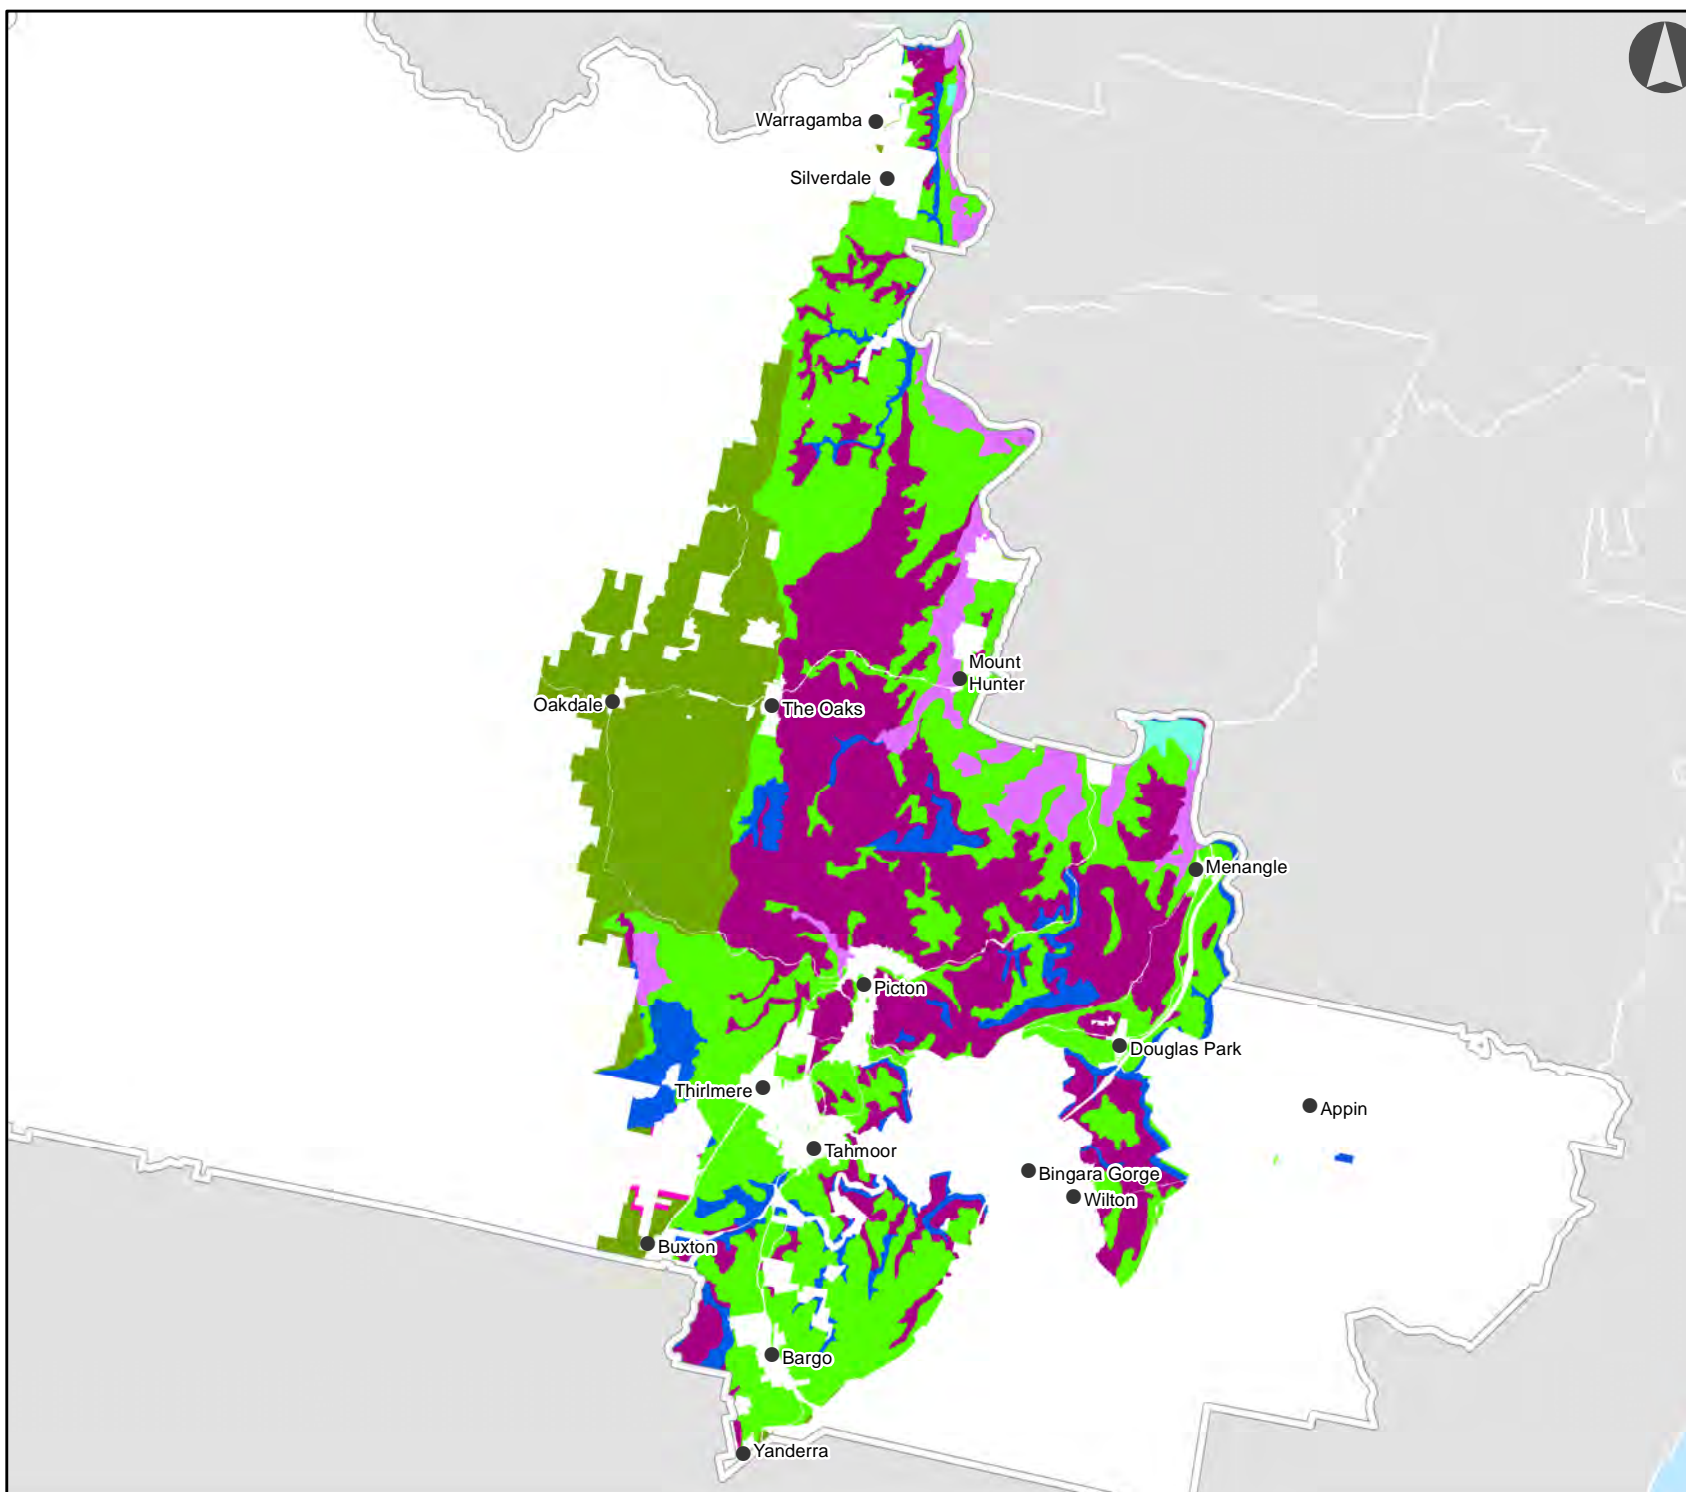 Warragamba
Silverdale
Mount
Hunter
Oakdale
The Oaks
Menangle
Picton
Douglas Park
Thirlmere
Appin
Tahmoor
Bingara Gorge
Wilton
Buxton
Bargo
Yanderra